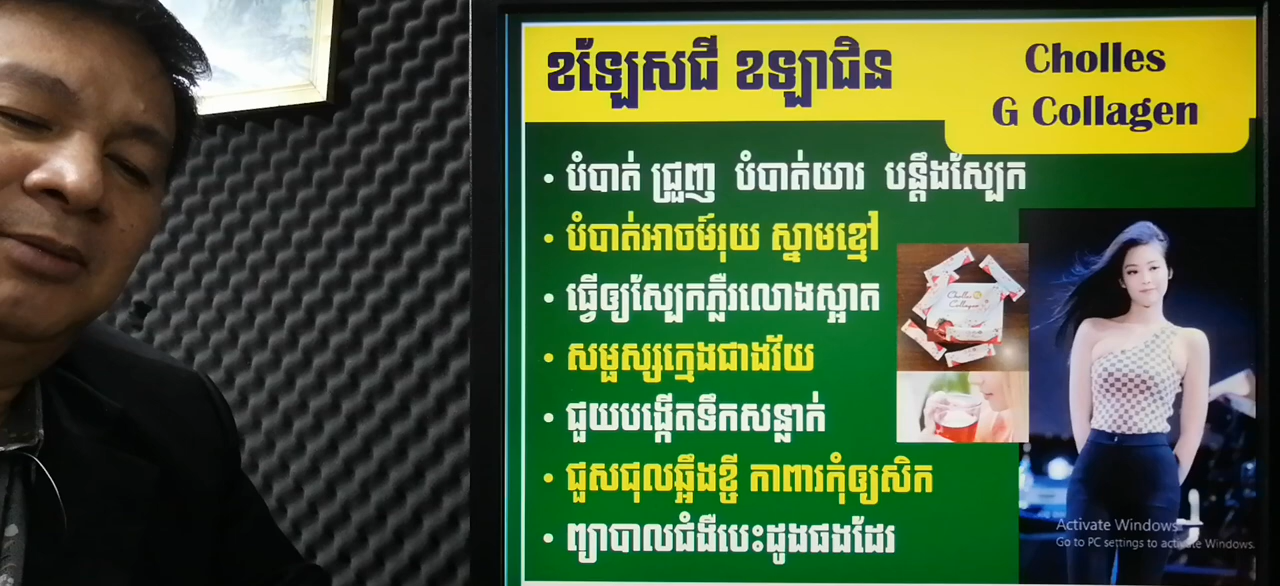 ខឡែសជី ខឡាជិន
Cholles
G Collagen
• បំបាត់ ជ្រួញ បំបាត់យារ បន្តឹងស្បែក
• បំបាត់អាចម៍រុយ ស្នាមខ្មៅ
• ធ្វើឲ្យស្បែកភ្លឺរលោងស្អាត
• សម្ផស្សក្មេងជាងវ័យ
• ជួយបង្កើតទឹកសន្លាក់
• ជួសជុលឆ្អឹងខ្ចី កាពារកុំឲ្យសិក
• ព្យាបាលជំងឺបេះដូងផងដែរ
Cholles
Collagen
Activate Windows
Go to PC settings to activate Windows.